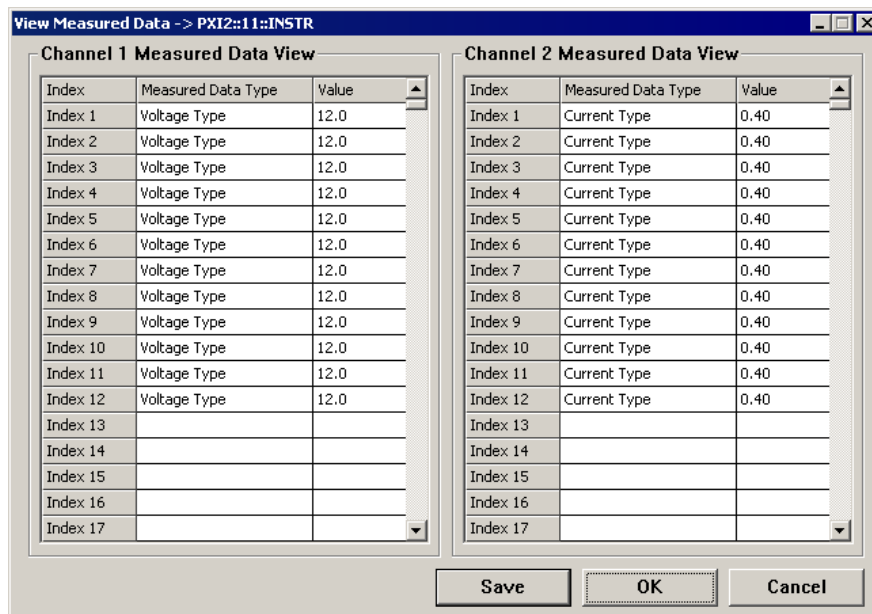 View Measured Data -> PXI2::11::INSTR
Channel 1 Measured Data View
Index Measured Data Type Value
Index 1 Voltage Type 12.0
Index 2 Voltage Type 12.0
Index 3 Voltage Type 12.0
Index 4 Voltage Type 12.0
Index 5 Voltage Type 12.0
Index 6 Voltage Type 12.0
Index 7 Voltage Type 12.0
Index 8 Voltage Type 12.0
Index 9 Voltage Type 12.0
Index 10 Voltage Type 12.0
Index 11 Voltage Type 12.0
Index 12 Voltage Type 12.0
Index 13
Index 14
Index 15
Index 16
Index 17
Channel 2 Measured Data View
Index Measured Data Type Value
Index 1 Current Type 0.40
Index 2 Current Type 0.40
Index 3 Current Type 0.40
Index 4 Current Type 0.40
Index 5 Current Type 0.40
Index 6 Current Type 0.40
Index 7 Current Type 0.40
Index 8 Current Type 0.40
Index 9 Current Type 0.40
Index 10 Current Type 0.40
Index 11 Current Type 0.40
Index 12 Current Type 0.40
Index 13
Index 14
Index 15
Index 16
Index 17
Save OK Cancel